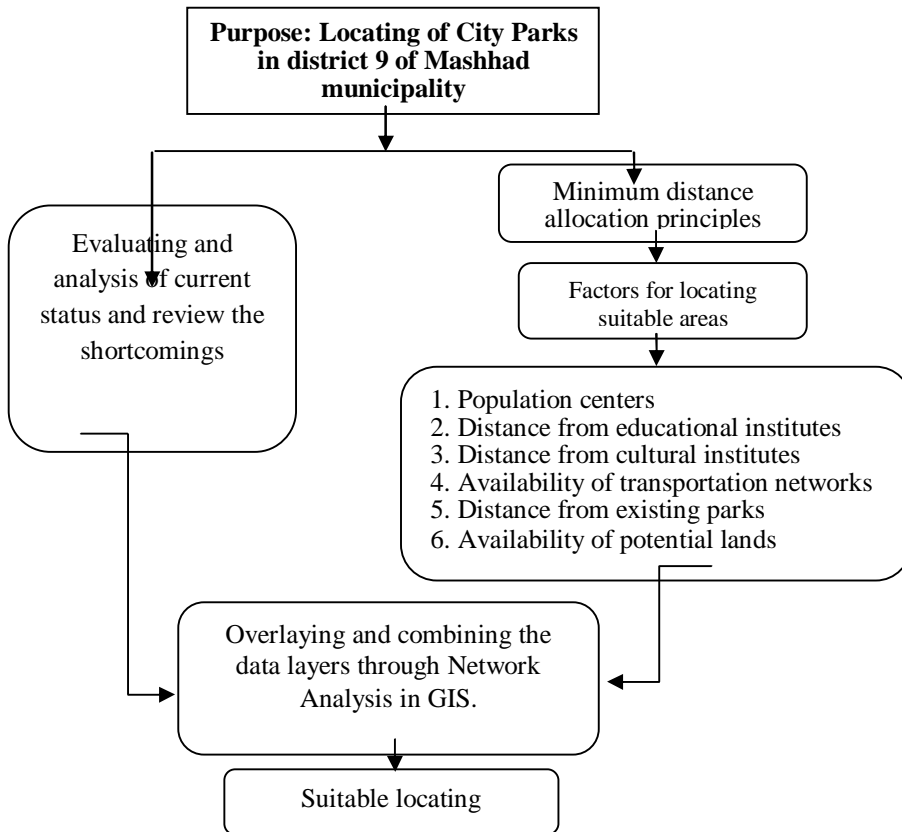 Purpose: Locating of City Parks
in district 9 of Mashhad
municipality
Minimum distance
allocation principles
Evaluating and
analysis of current
status and review the
shortcomings
Factors for locating
suitable areas
1. Population centers
2. Distance from educational institutes
3. Distance from cultural institutes
4. Availability of transportation networks
5. Distance from existing parks
6. Availability of potential lands
Overlaying and combining the
data layers through Network
Analysis in GIS.
Suitable locating